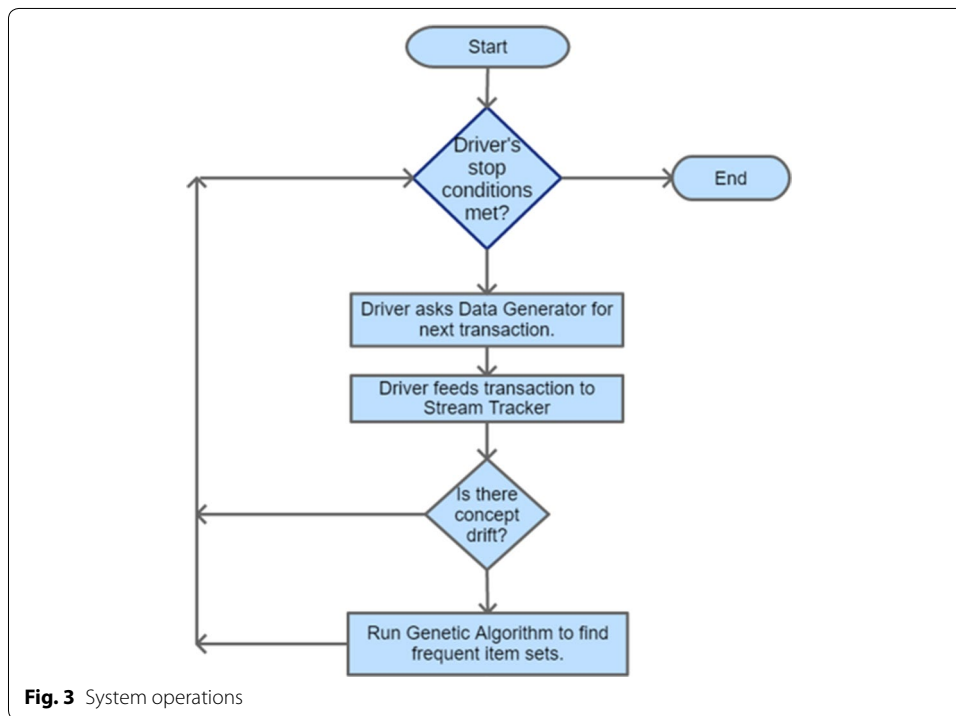 Start
Driver's
stop
conditions
met?
End
Driver asks Data Generator for
next transaction.
Driver feeds transaction to
Stream Tracker
Is there
concept
drift?
Run Genetic Algorithm to find
frequent item sets.
Fig. 3 System operations